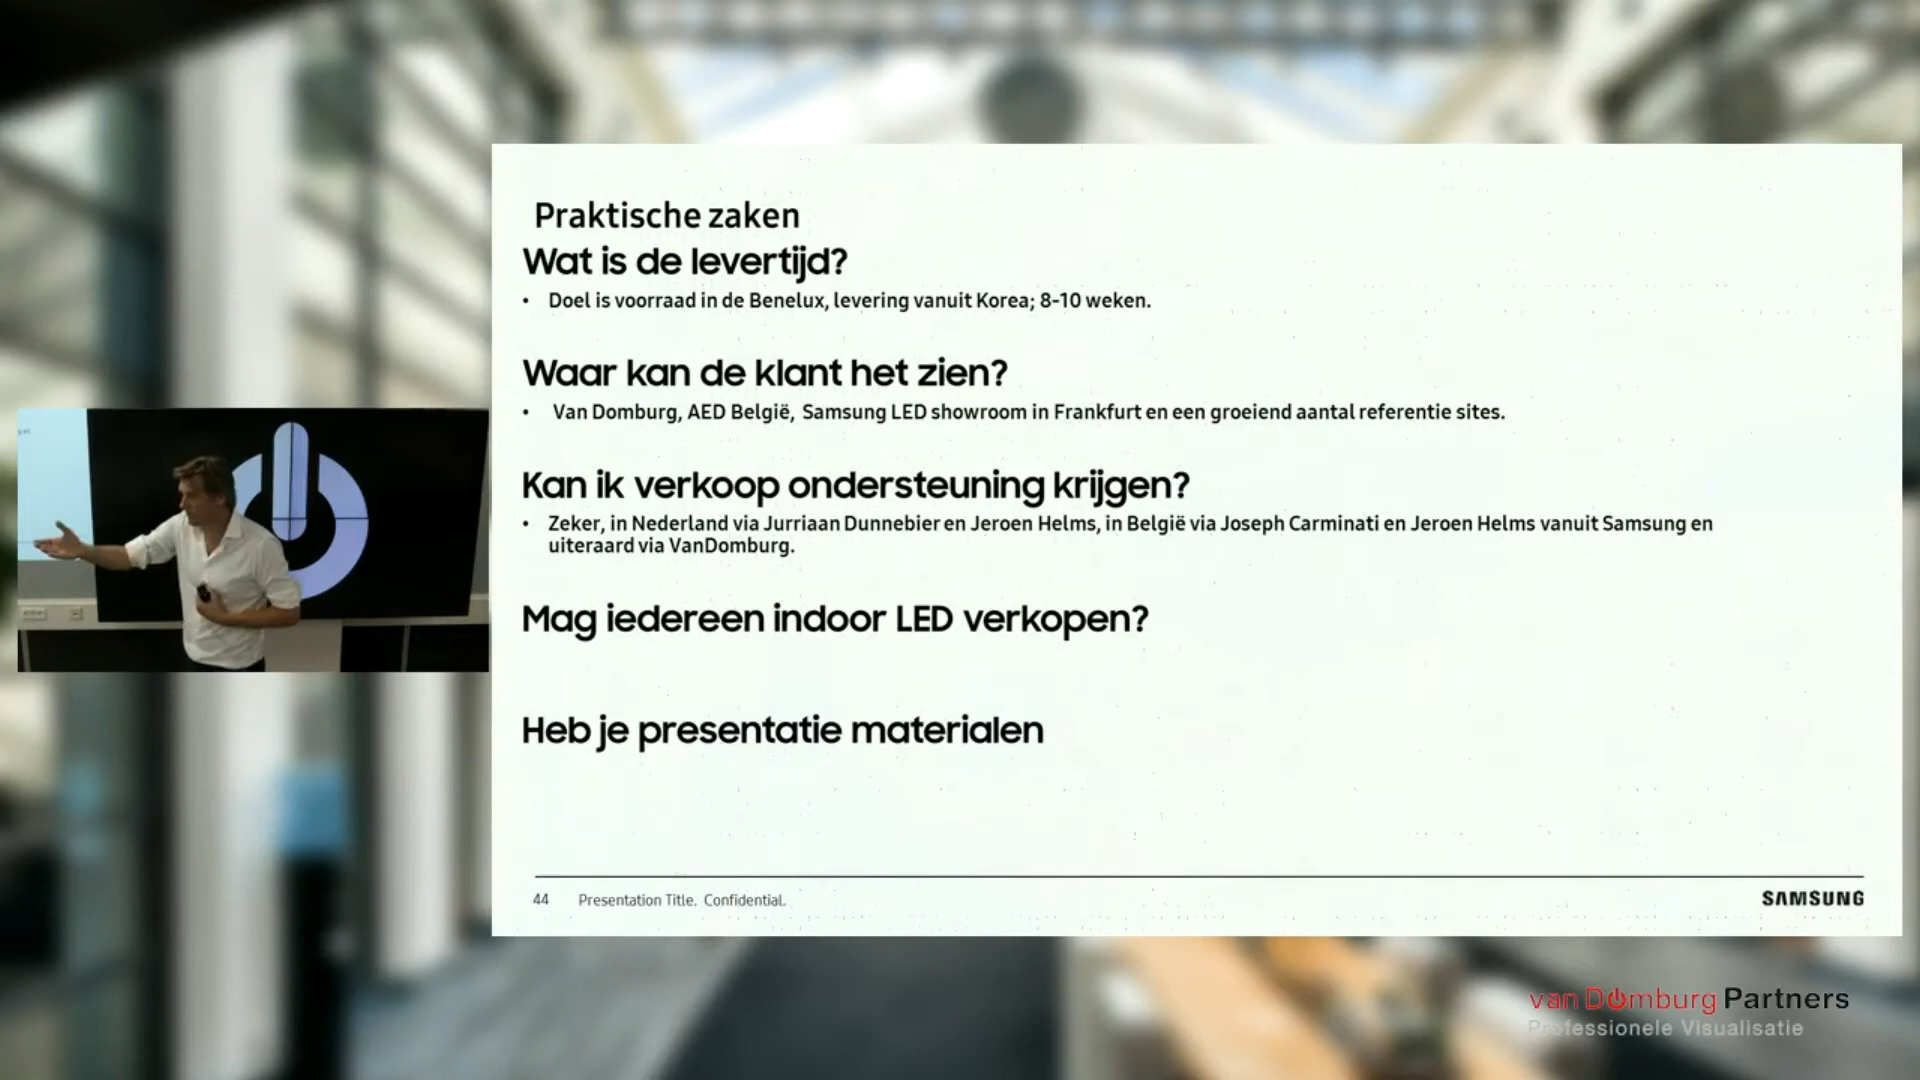 Praktische zaken
Wat is de levertijd?
• Doel is voorraad in de Benelux, levering vanuit Korea; 8-10 weken.
Waar kan de klant het zien?
• Van Domburg, AED België, Samsung LED showroom in Frankfurt en een groeiend aantal referentie sites.
Kan ik verkoop ondersteuning krijgen?
• Zeker, in Nederland via Jurriaan Dunnebier en Jeroen Helms, in België via Joseph Carminati en Jeroen Helms vanuit Samsung en
uiteraard via VanDomburg.
Mag iedereen indoor LED verkopen?
Heb je presentatie materialen
44 Presentation Title. Confidential.
SAMSUNG
van Domburg Partners
Professionele Visualisatie